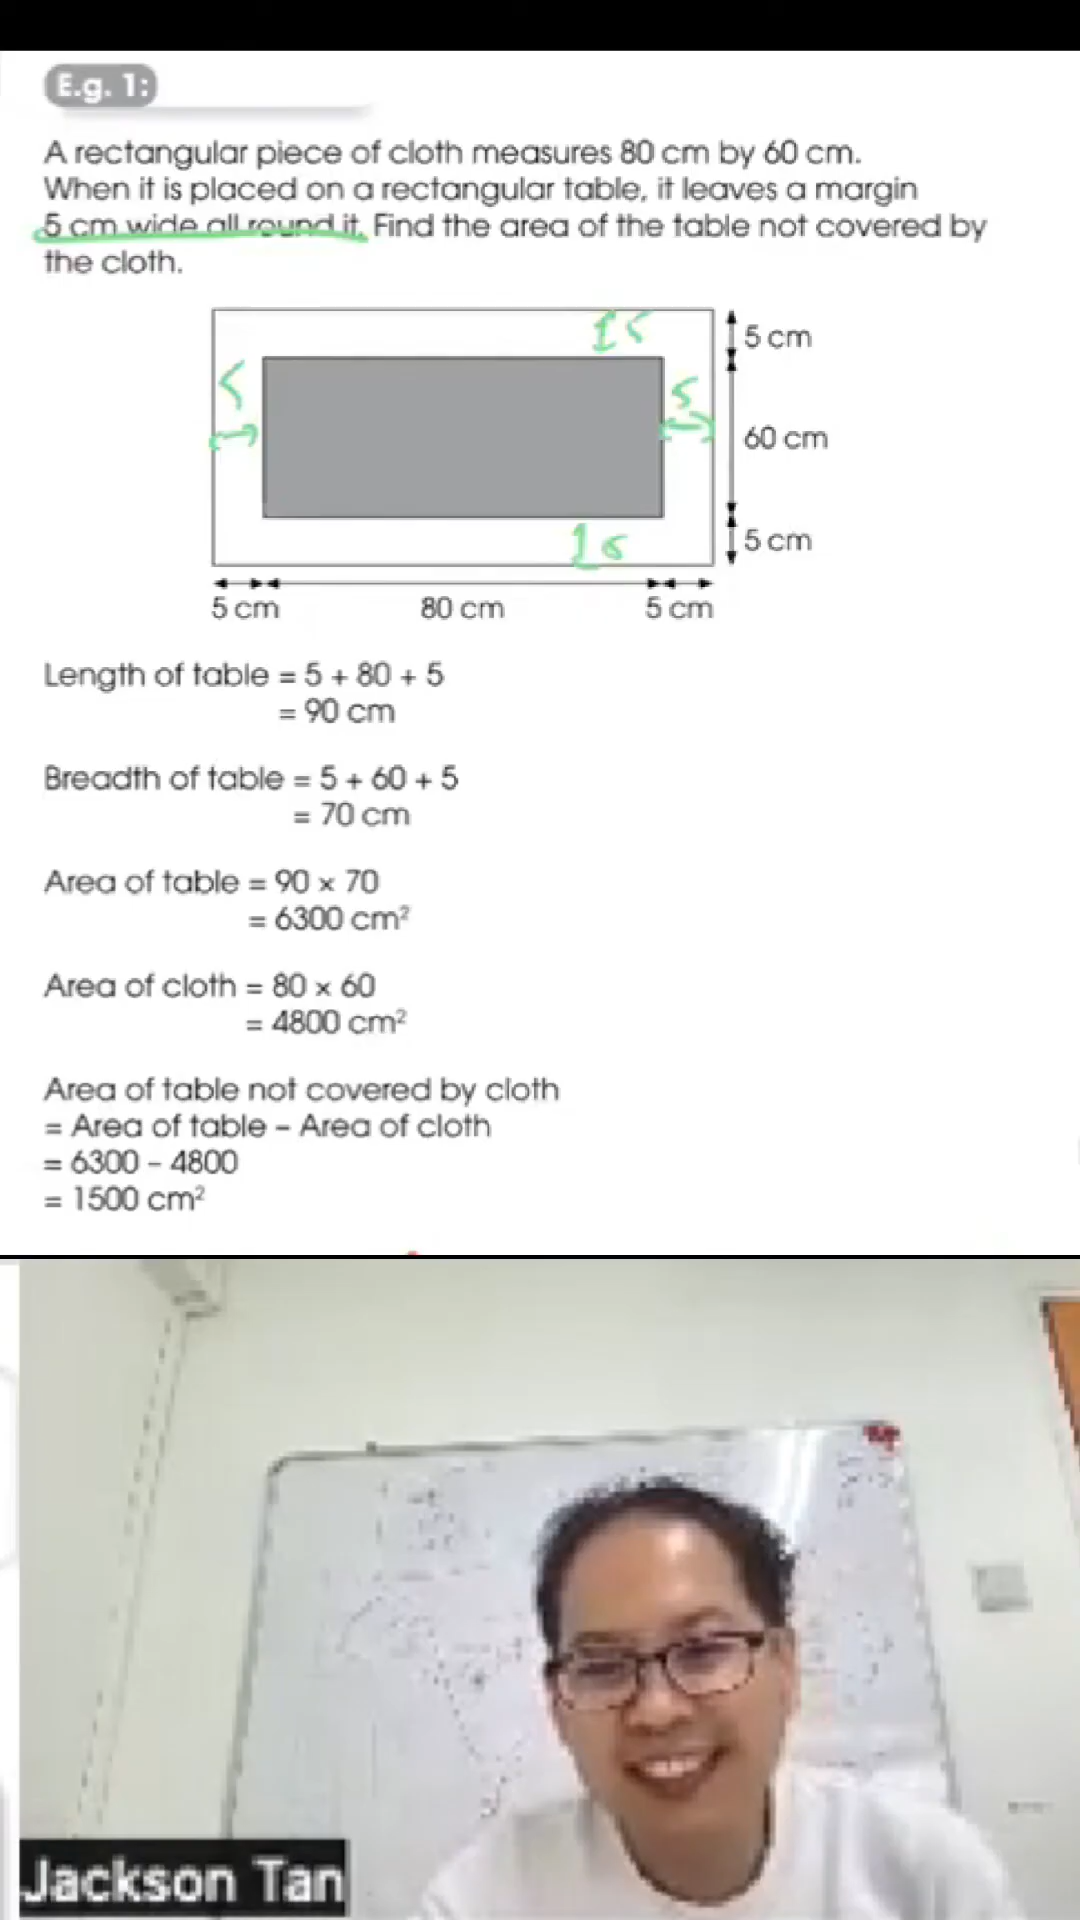 E.g. 1:
A rectangular piece of cloth measures 80 cm by 60 cm.
When it is placed on a rectangular table, it leaves a margin
5 cm wide all round it. Find the area of the table not covered by
the cloth.
5 cm
5
5
60 cm
5 cm
5 cm
80 cm
5 cm
Length of table = 5 + 80 + 5
= 90 cm
Breadth of table = 5 + 60 + 5
= 70 cm
Area of table = 90 × 70
= 6300 cm²
Area of cloth = 80 × 60
= 4800 cm²
Area of table not covered by cloth
= Area of table – Area of cloth
= 6300 – 4800
= 1500 cm²
Jackson Tan